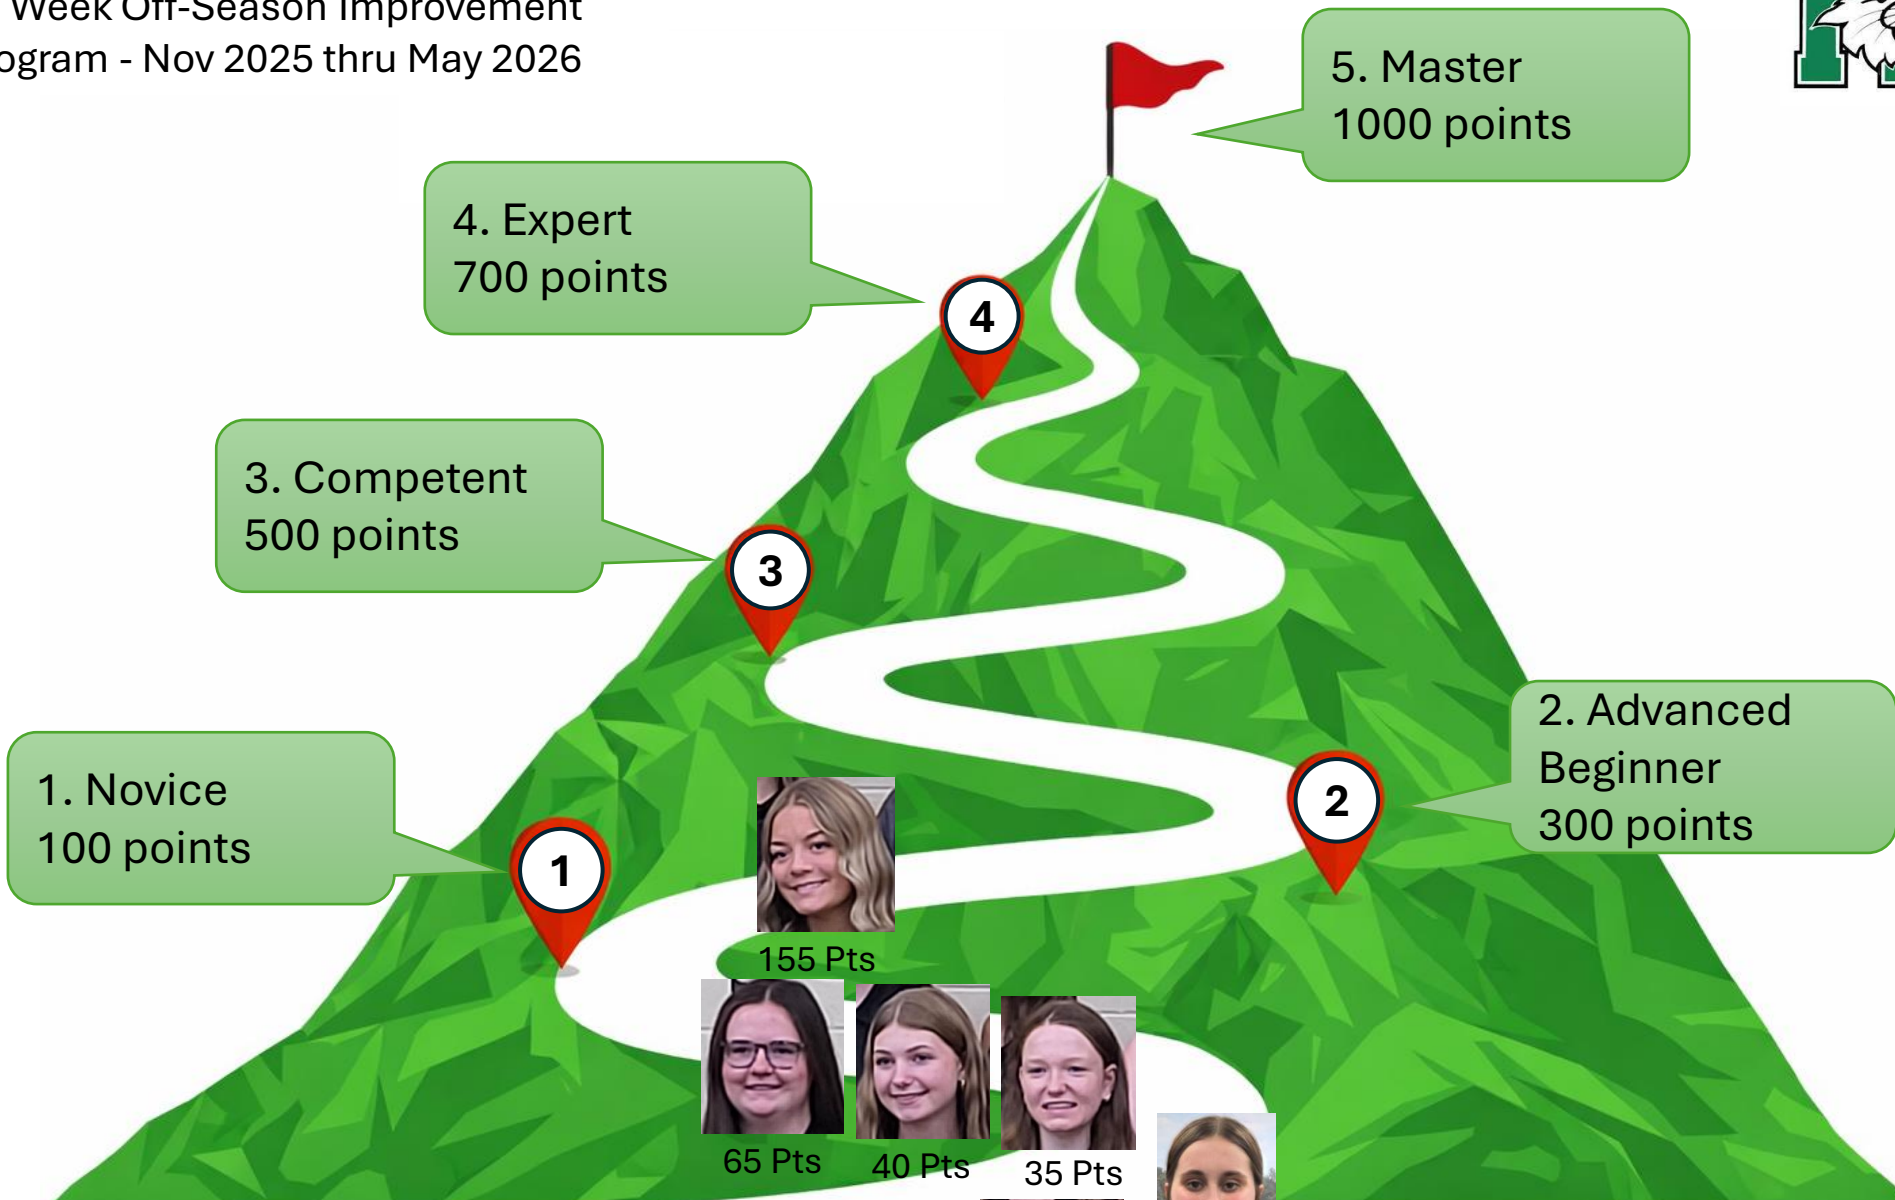 Week Off-Season Improvement
ogram - Nov 2025 thru May 2026
5. Master
1000 points
4. Expert
700 points
4
3. Competent
500 points
3
2. Advanced
Beginner
300 points
2
1. Novice
100 points
1
155 Pts
65 Pts
40 Pts
35 Pts